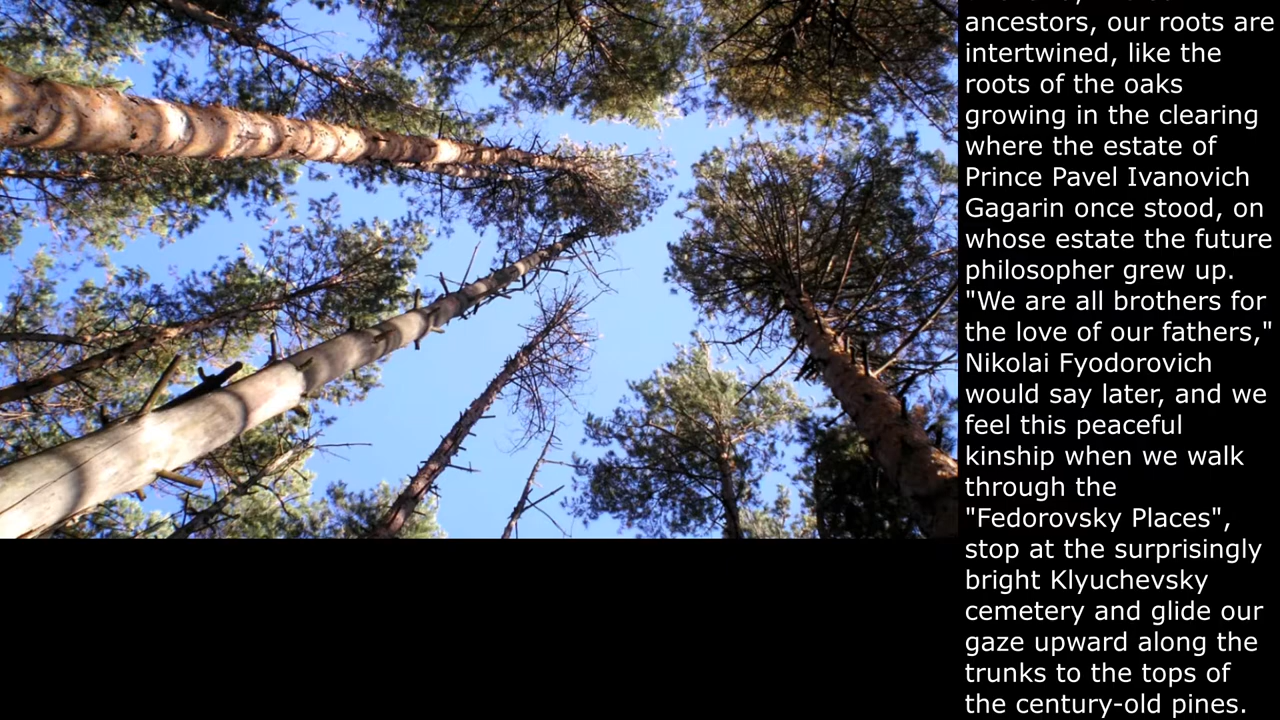 ancestors, our roots are
intertwined, like the
roots of the oaks
growing in the clearing
where the estate of
Prince Pavel Ivanovich
Gagarin once stood, on
whose estate the future
philosopher grew up.
"We are all brothers for
the love of our fathers,"
Nikolai Fyodorovich
would say later, and we
feel this peaceful
kinship when we walk
through the
"Fedorovsky Places",
stop at the surprisingly
bright Klyuchevsky
cemetery and glide our
gaze upward along the
trunks to the tops of
the century-old pines.